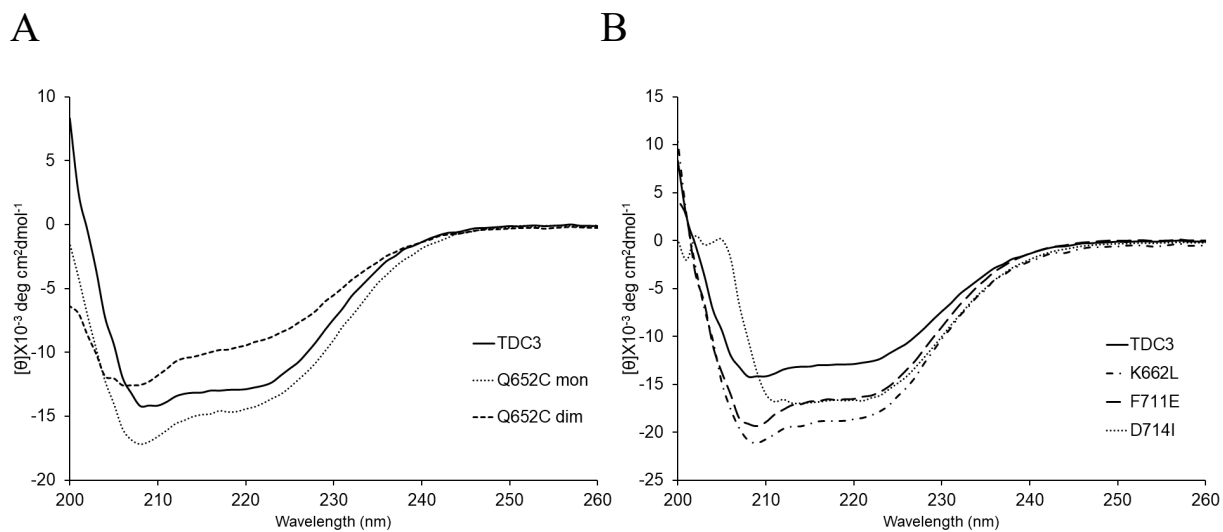 A
B
10
5
0
-5
-10
-15
-20
200
210
220
230
240
250
260
Wavelength (nm)
[θ]X10⁻³ deg cm²dmol⁻¹
TDC3
Q652C mon
Q652C dim
15
10
5
0
-5
-10
-15
-20
-25
200
210
220
230
240
250
260
Wavelength (nm)
[θ]X10⁻³ deg cm²dmol⁻¹
TDC3
K662L
F711E
D714I